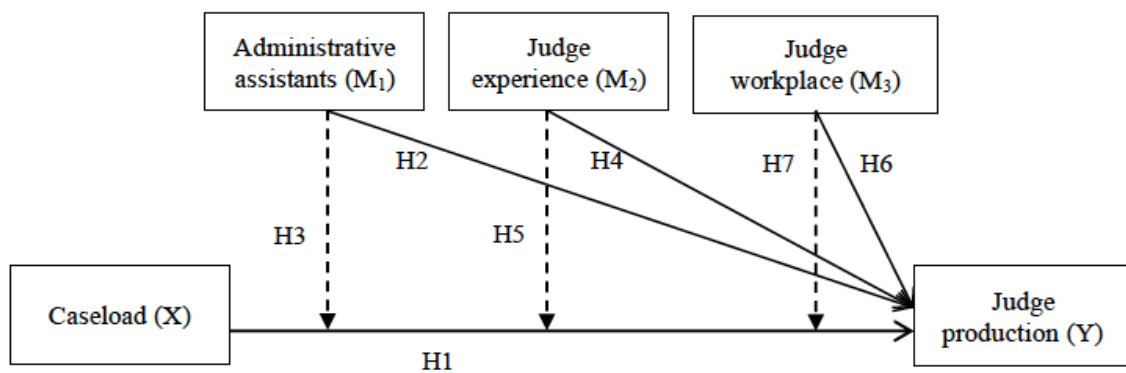 Administrative
assistants (M₁)
Judge
experience (M₂)
Judge
workplace (M₃)
H2
H4
H7
H6
H3
H5
Caseload (X)
Judge
production (Y)
H1